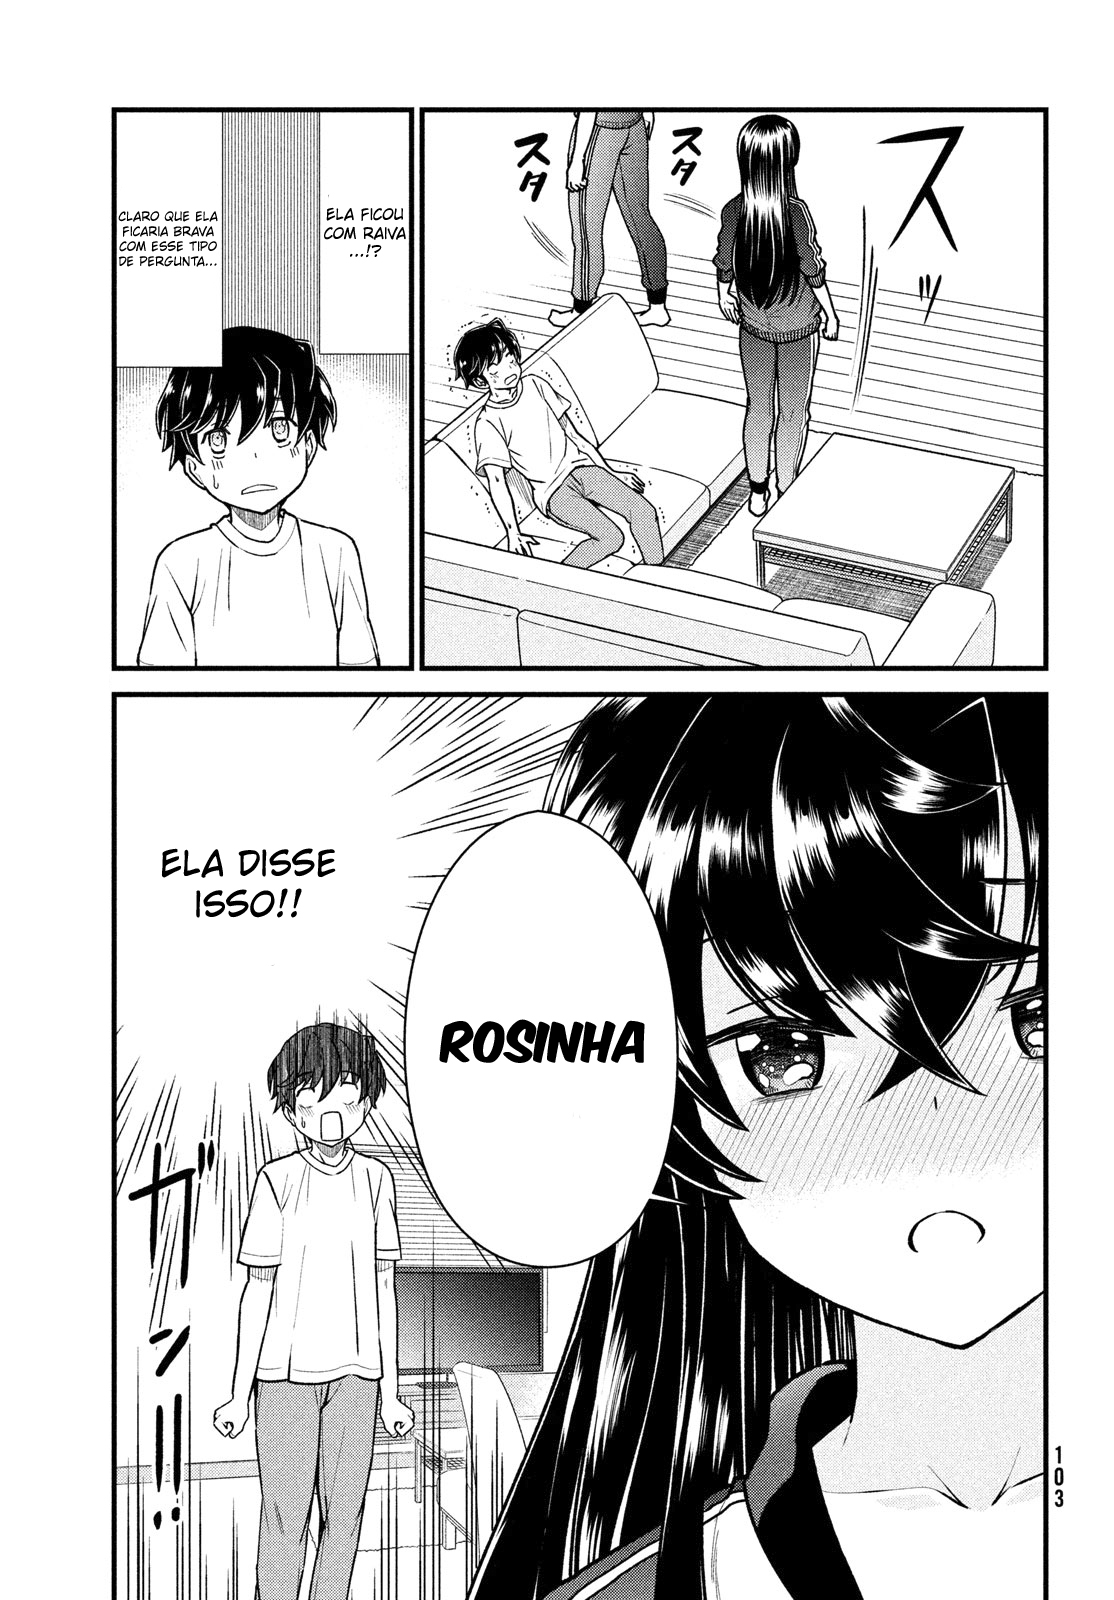 ス
スタ
スタ
ELA FICOU
COM RAIVA
...!?
CLARO QUE ELA
FICARIA BRAVA
COM ESSE TIPO
DE PERGUNTA...
ROSINHA
ELA DISSE
ISSO!!
ガーン!!
103